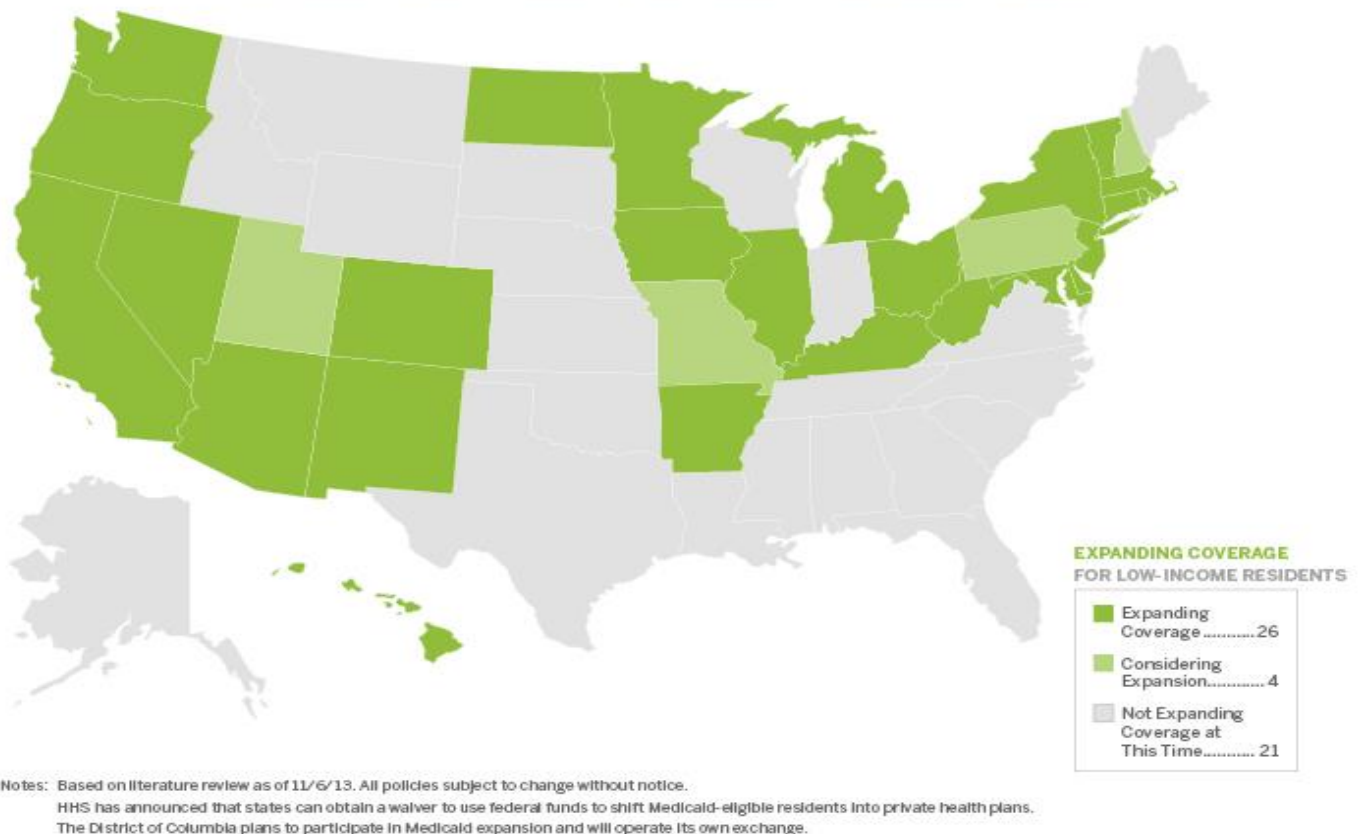 EXPANDING COVERAGE
FOR LOW-INCOME RESIDENTS
Expanding
Coverage............26
Considering
Expansion............. 4
Not Expanding
Coverage at
This Time............ 21
Notes: Based on literature review as of 11/6/13. All policies subject to change without notice.
HHS has announced that states can obtain a waiver to use federal funds to shift Medicaid-eligible residents into private health plans.
The District of Columbia plans to participate in Medicaid expansion and will operate its own exchange.